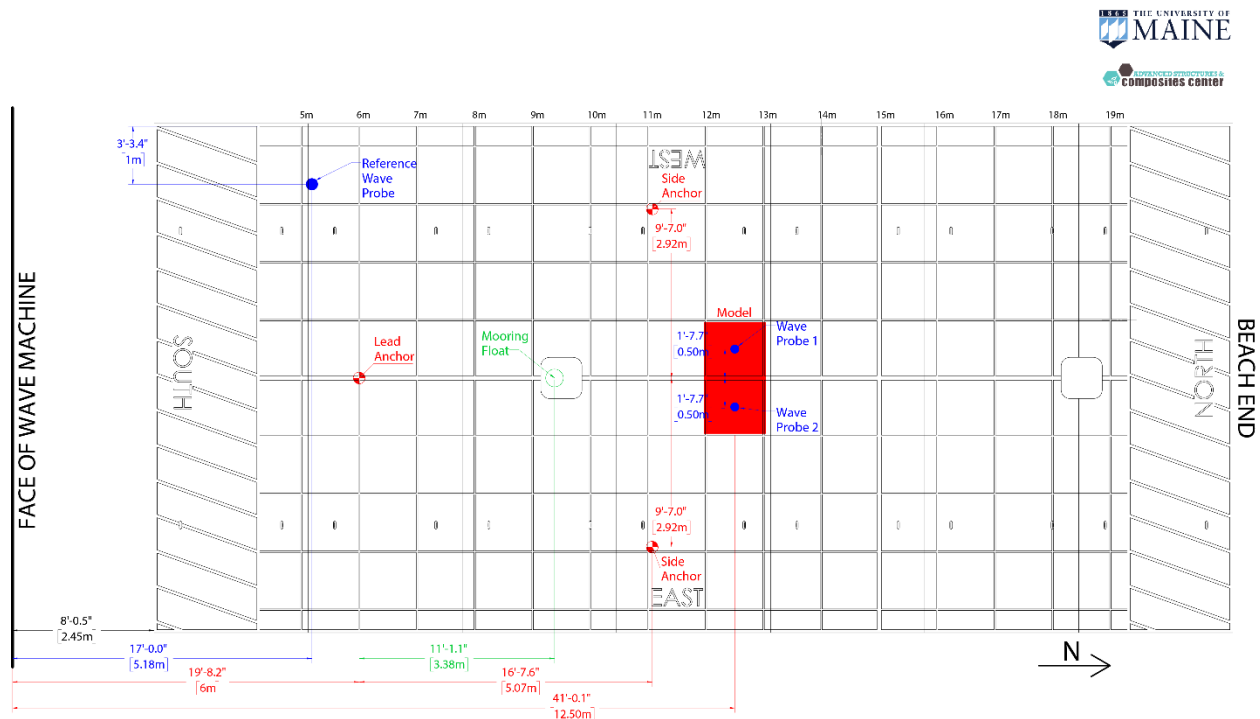 1865 THE UNIVERSITY OF
MAINE
ADVANCED STRUCTURES &
composites center
5m 6m 7m 8m 9m 10m 11m 12m 13m 14m 15m 16m 17m 18m 19m
3'-3.4"
1m
Reference
Wave
Probe
WEST
Side
Anchor
9'-7.0"
2.92m
FACE OF WAVE MACHINE
SOUTH
Lead
Anchor
Mooring
Float
Model
1'-7.7"
0.50m
Wave
Probe 1
1'-7.7"
0.50m
Wave
Probe 2
NORTH
BEACH END
9'-7.0"
2.92m
Side
Anchor
EAST
8'-0.5"
2.45m
17'-0.0"
5.18m
11'-1.1"
3.38m
N
19'-8.2"
6m
16'-7.6"
5.07m
41'-0.1"
12.50m